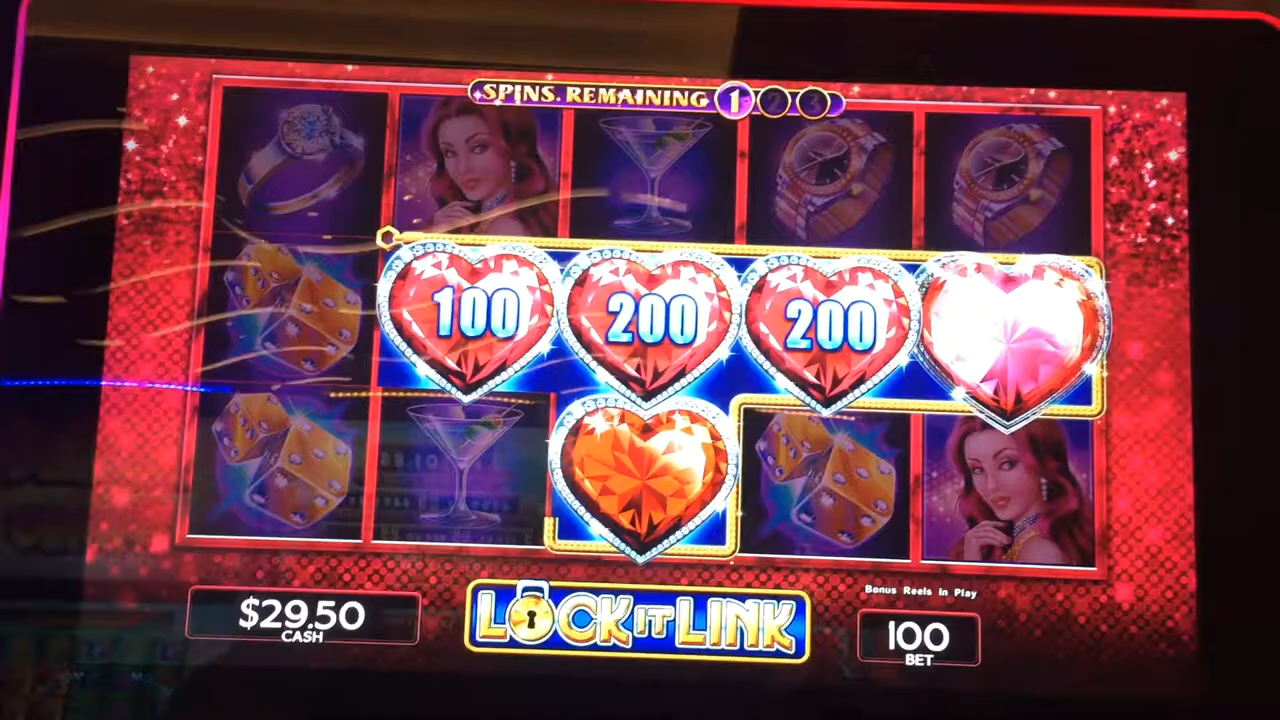 SPINS REMAINING 1 2 3
100 200 200
$29.50
CASH
LOCK IT LINK
Bonus Reels In Play
100
BET